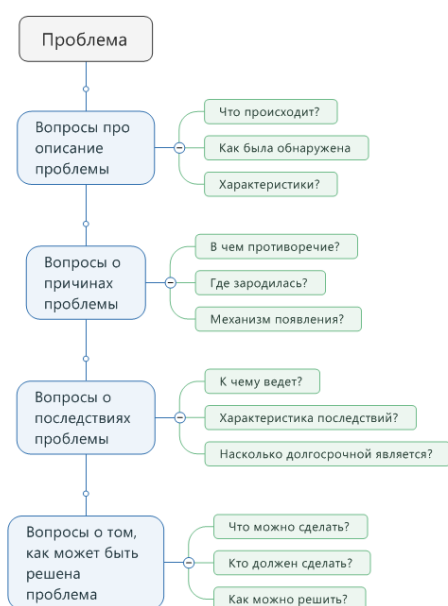 Проблема
Вопросы про
описание
проблемы
Что происходит?
Как была обнаружена
Характеристики?
Вопросы о
причинах
проблемы
В чем противоречие?
Где зародилась?
Механизм появления?
Вопросы о
последствиях
проблемы
К чему ведет?
Характеристика последствий?
Насколько долгосрочной является?
Вопросы о том,
как может быть
решена
проблема
Что можно сделать?
Кто должен сделать?
Как можно решить?